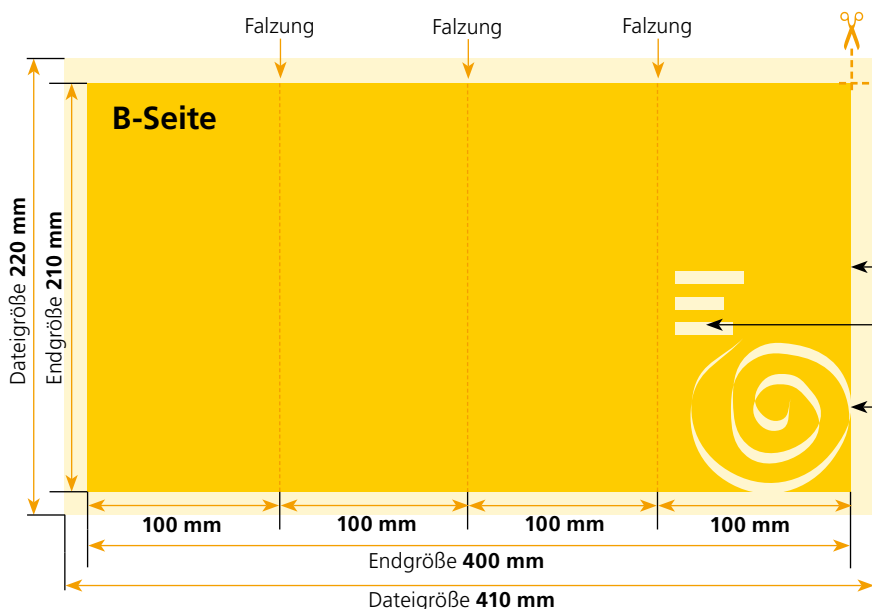 Falzung
Falzung
Falzung
B-Seite
Dateigröße 220 mm
Endgröße 210 mm
100 mm
100 mm
100 mm
100 mm
Endgröße 400 mm
Dateigröße 410 mm